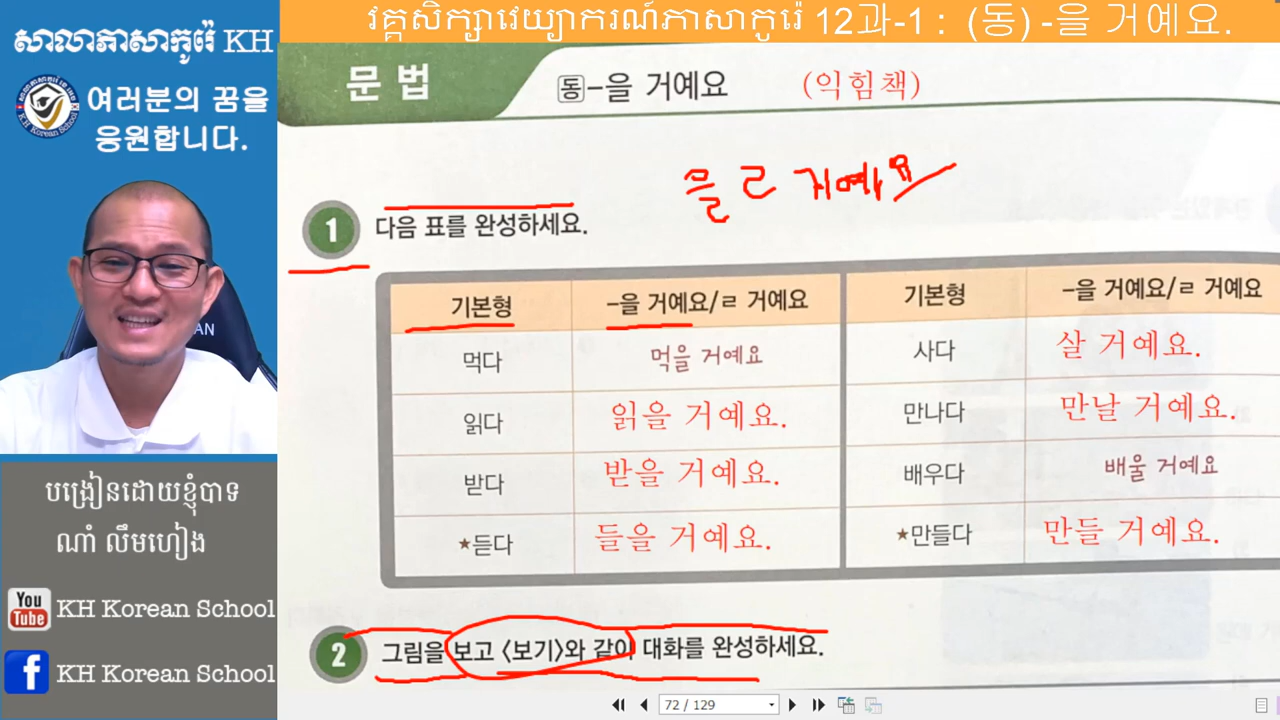 វគ្គសិក្សាវេយ្យាករណ៍ភាសាកូរ៉េ 12과-1 : (동) -을 거예요.
សាលាភាសាកូរ៉េ KH
KH Korean School
여러분의 꿈을
응원합니다.
문 법
동-을 거예요 (익힘책)
을 ㄹ 거예요
1 다음 표를 완성하세요.
기본형 -을 거예요/ㄹ 거예요 기본형 -을 거예요/ㄹ 거예요
먹다 먹을 거예요 사다 살 거예요.
읽다 읽을 거예요. 만나다 만날 거예요.
받다 받을 거예요. 배우다 배울 거예요
★듣다 들을 거예요. ★만들다 만들 거예요.
2 그림을 보고 〈보기〉와 같이 대화를 완성하세요.
បង្រៀនដោយខ្ញុំបាទ
ណាំ លឹមហៀង
You Tube KH Korean School
f KH Korean School
72 / 129